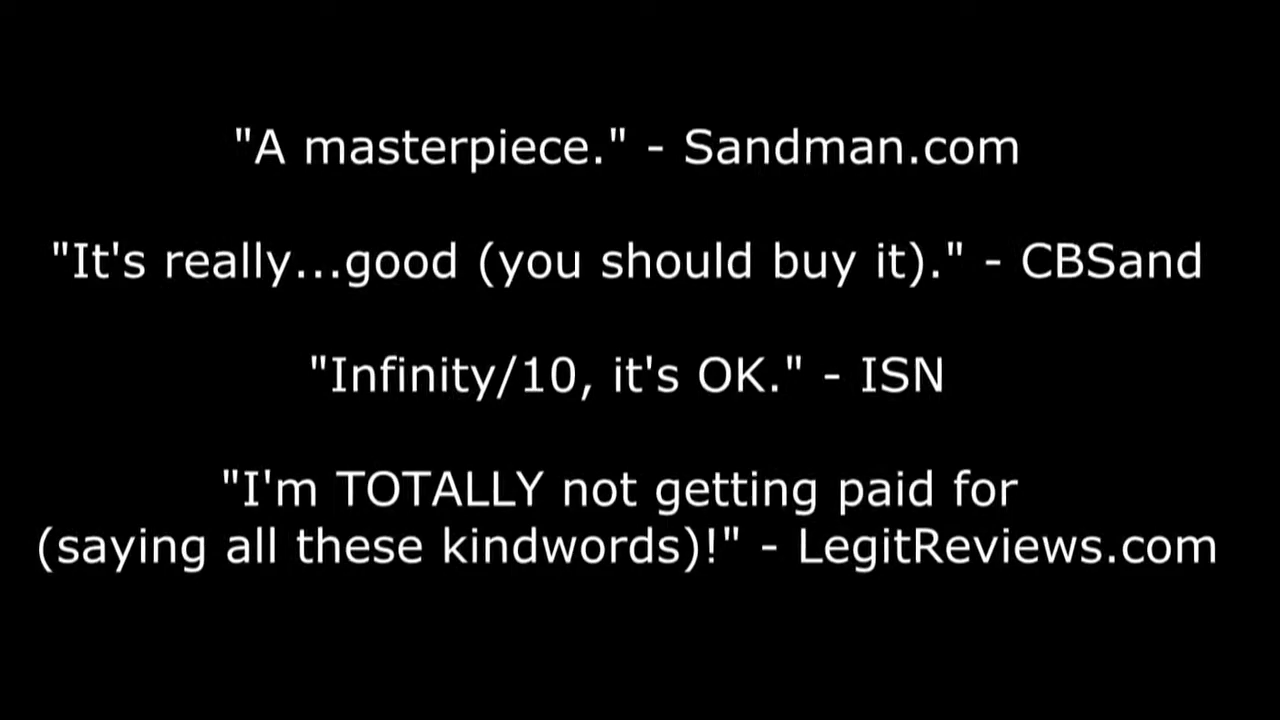 "A masterpiece." - Sandman.com
"It's really...good (you should buy it)." - CBSand
"Infinity/10, it's OK." - ISN
"I'm TOTALLY not getting paid for
(saying all these kindwords)!" - LegitReviews.com